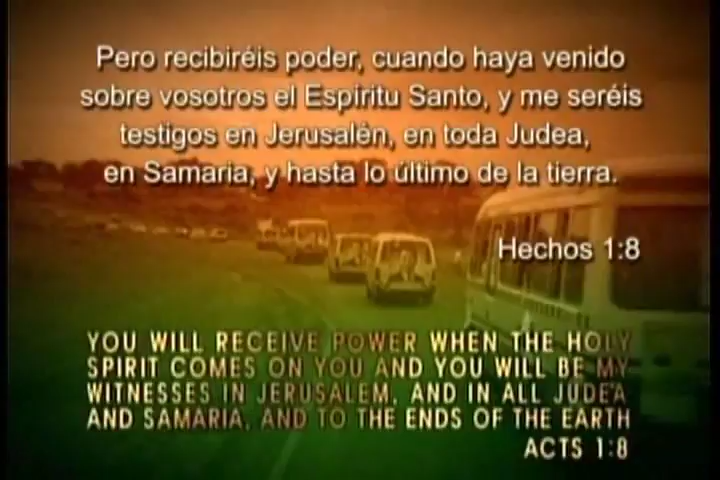 Pero recibiréis poder, cuando haya venido
sobre vosotros el Espíritu Santo, y me seréis
testigos en Jerusalén, en toda Judea,
en Samaria, y hasta lo último de la tierra.
Hechos 1:8
YOU WILL RECEIVE POWER WHEN THE HOLY
SPIRIT COMES ON YOU AND YOU WILL BE MY
WITNESSES IN JERUSALEM, AND IN ALL JUDEA
AND SAMARIA, AND TO THE ENDS OF THE EARTH
ACTS 1:8